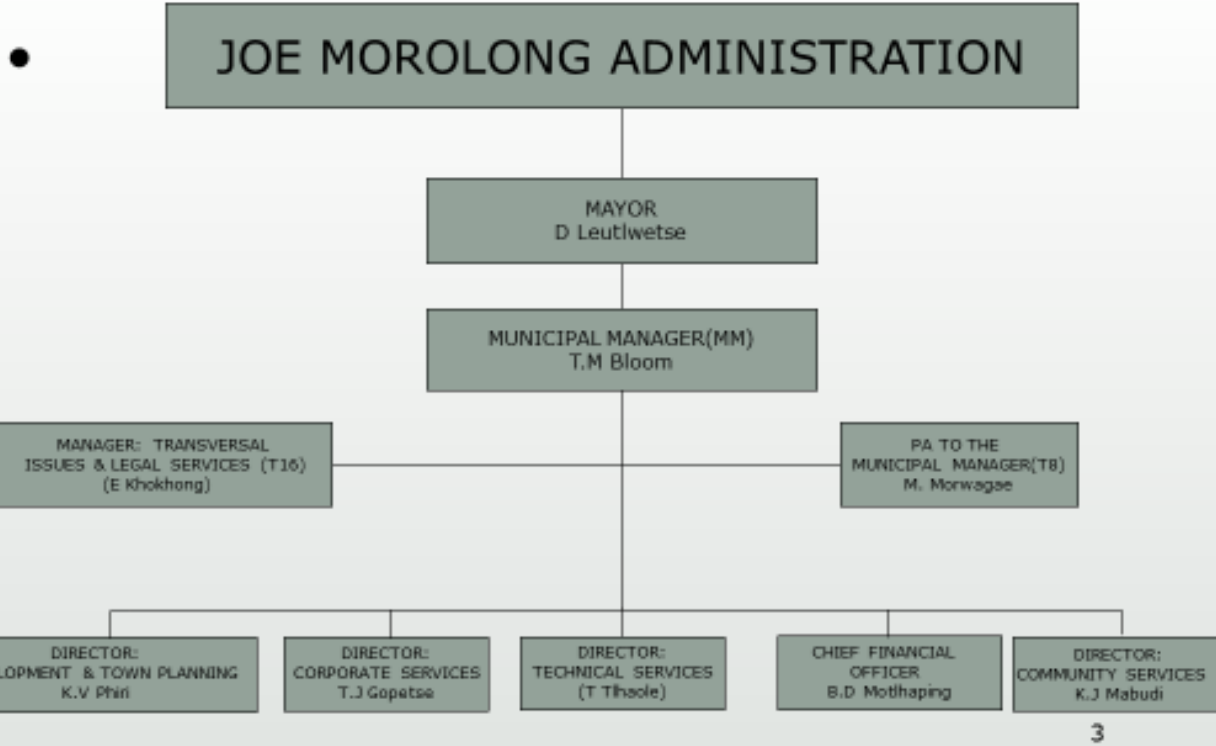 • JOE MOROLONG ADMINISTRATION
MAYOR
D Leutlwetse
MUNICIPAL MANAGER(MM)
T.M Bloom
MANAGER: TRANSVERSAL
ISSUES & LEGAL SERVICES (T16)
(E Khokhong)
PA TO THE
MUNICIPAL MANAGER(T8)
M. Morwagae
DIRECTOR:
LOPMENT & TOWN PLANNING
K.V Phiri
DIRECTOR:
CORPORATE SERVICES
T.J Gopetse
DIRECTOR:
TECHNICAL SERVICES
(T Tlhaole)
CHIEF FINANCIAL
OFFICER
B.D Motlhaping
DIRECTOR:
COMMUNITY SERVICES
K.J Mabudi
3